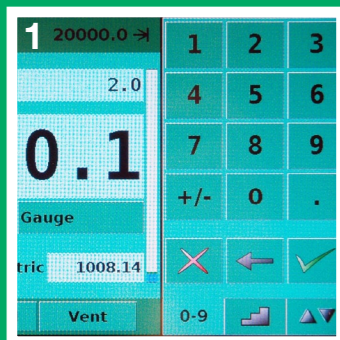 1 20000.0
2.0
0.1
Gauge
tric 1008.14
Vent
1 2 3
4 5 6
7 8 9
+/- 0 .
0-9